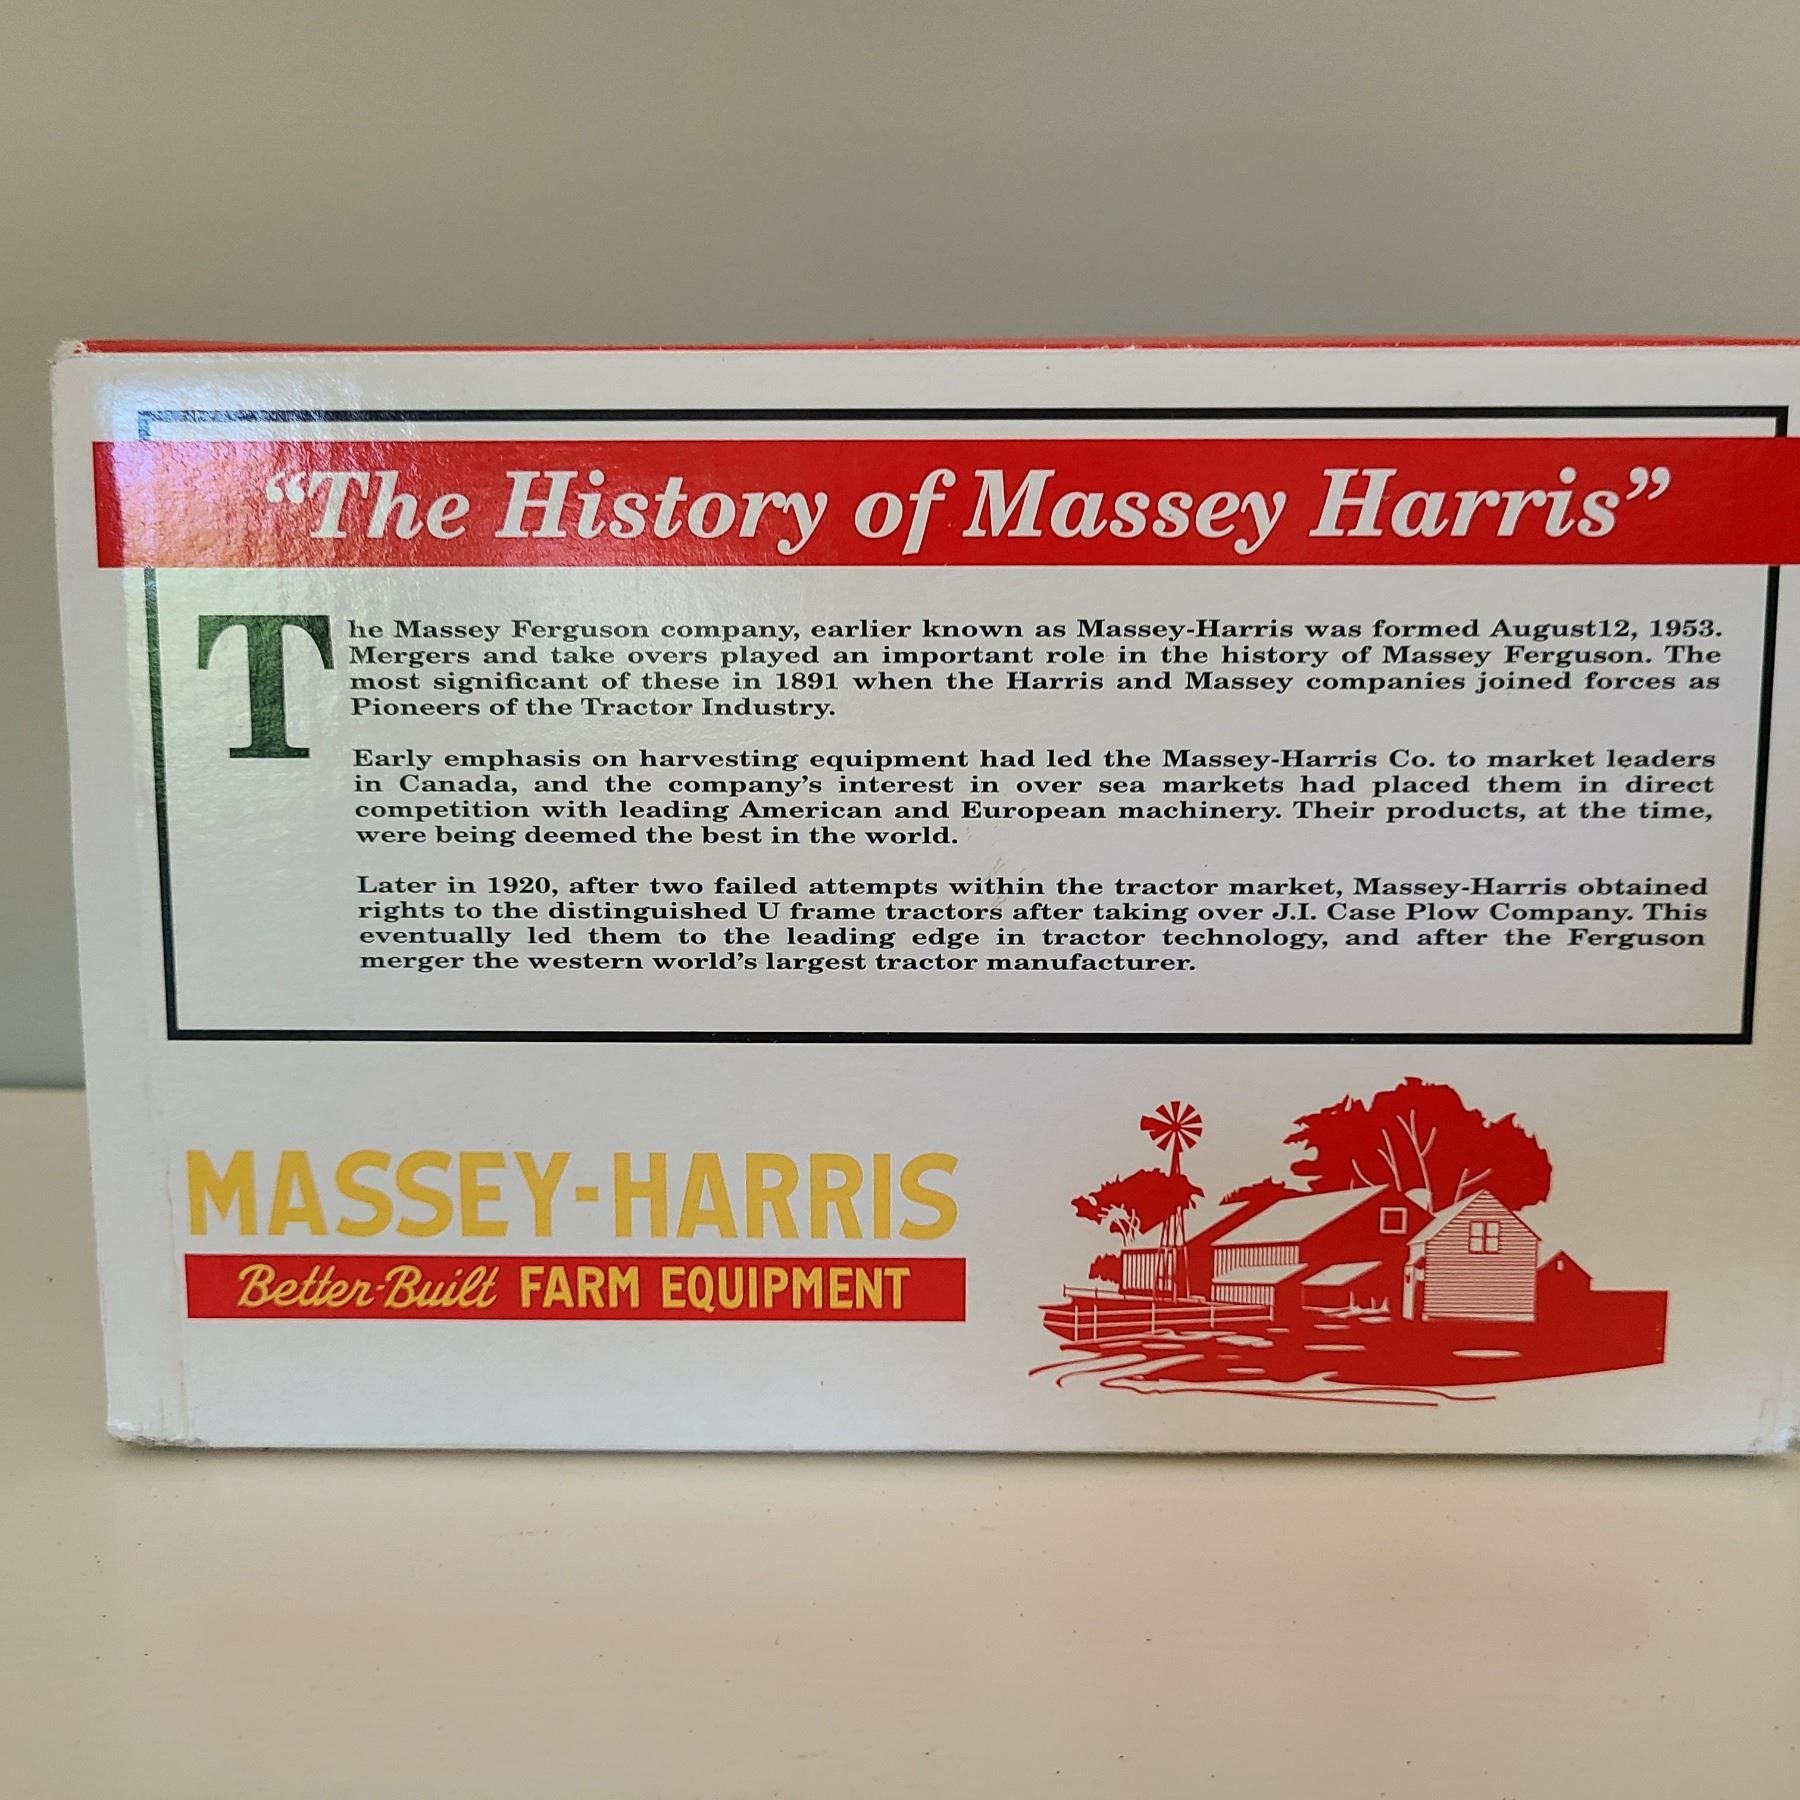 “The History of Massey Harris”
The Massey Ferguson company, earlier known as Massey-Harris was formed August12, 1953.
Mergers and take overs played an important role in the history of Massey Ferguson. The
most significant of these in 1891 when the Harris and Massey companies joined forces as
Pioneers of the Tractor Industry.
Early emphasis on harvesting equipment had led the Massey-Harris Co. to market leaders
in Canada, and the company’s interest in over sea markets had placed them in direct
competition with leading American and European machinery. Their products, at the time,
were being deemed the best in the world.
Later in 1920, after two failed attempts within the tractor market, Massey-Harris obtained
rights to the distinguished U frame tractors after taking over J.I. Case Plow Company. This
eventually led them to the leading edge in tractor technology, and after the Ferguson
merger the western world’s largest tractor manufacturer.
MASSEY-HARRIS
Better-Built FARM EQUIPMENT